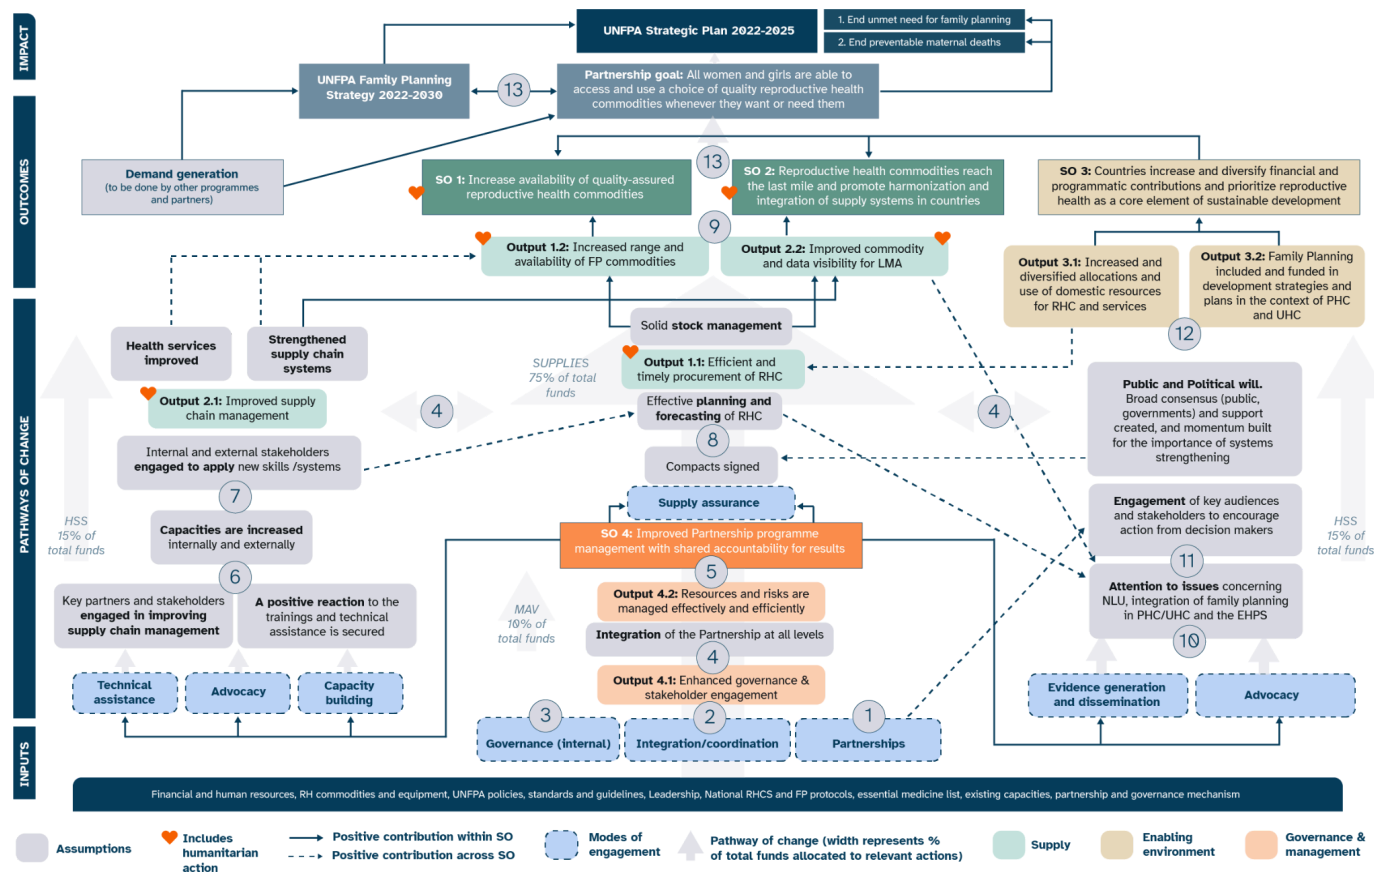 IMPACT
UNFPA Strategic Plan 2022-2025
1. End unmet need for family planning
2. End preventable maternal deaths
UNFPA Family Planning
Strategy 2022-2030
13
Partnership goal: All women and girls are able to
access and use a choice of quality reproductive health
commodities whenever they want or need them
OUTCOMES
Demand generation
(to be done by other programmes
and partners)
SO 1: Increase availability of quality-assured
reproductive health commodities
13
SO 2: Reproductive health commodities reach
the last mile and promote harmonization and
integration of supply systems in countries
SO 3: Countries increase and diversify financial and
programmatic contributions and prioritize reproductive
health as a core element of sustainable development
9
Output 1.2: Increased range and
availability of FP commodities
Output 2.2: Improved commodity
and data visibility for LMA
Output 3.1: Increased and
diversified allocations and
use of domestic resources
for RHC and services
Output 3.2: Family Planning
included and funded in
development strategies and
plans in the context of PHC
and UHC
12
PATHWAYS OF CHANGE
Health services
improved
Strengthened
supply chain
systems
Solid stock management
SUPPLIES
75% of total
funds
Output 1.1: Efficient and
timely procurement of RHC
Output 2.1: Improved supply
chain management
4
Effective planning and
forecasting of RHC
4
Public and Political will.
Broad consensus (public,
governments) and support
created, and momentum built
for the importance of systems
strengthening
8
Internal and external stakeholders
engaged to apply new skills /systems
Compacts signed
7
Supply assurance
Engagement of key audiences
and stakeholders to encourage
action from decision makers
HSS
15% of
total funds
Capacities are increased
internally and externally
SO 4: Improved Partnership programme
management with shared accountability for results
HSS
15% of
total funds
11
6
5
Attention to issues concerning
NLU, integration of family planning
in PHC/UHC and the EHPS
Key partners and stakeholders
engaged in improving
supply chain management
A positive reaction to the
trainings and technical
assistance is secured
MAV
10% of
total funds
Output 4.2: Resources and risks are
managed effectively and efficiently
Integration of the Partnership at all levels
10
4
Output 4.1: Enhanced governance &
stakeholder engagement
Technical
assistance
Advocacy
Capacity
building
Evidence generation
and dissemination
Advocacy
INPUTS
3
2
1
Governance (internal)
Integration/coordination
Partnerships
Financial and human resources, RH commodities and equipment, UNFPA policies, standards and guidelines, Leadership, National RHCS and FP protocols, essential medicine list, existing capacities, partnership and governance mechanism
Assumptions
Includes
humanitarian
action
Positive contribution within SO
Positive contribution across SO
Modes of
engagement
Pathway of change (width represents %
of total funds allocated to relevant actions)
Supply
Enabling
environment
Governance &
management